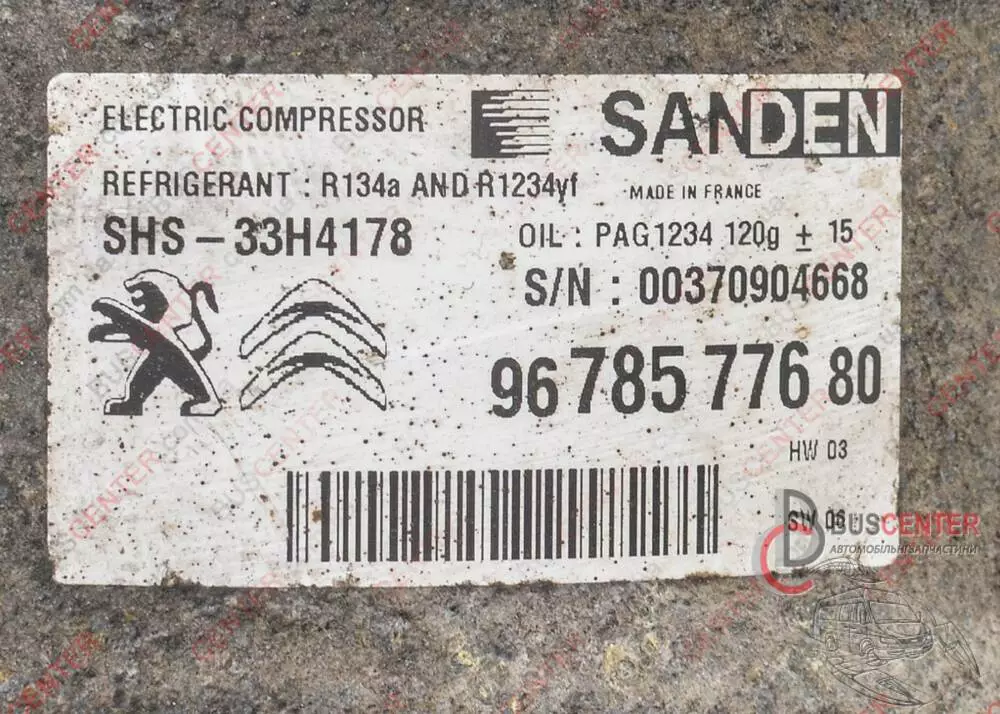 ELECTRIC COMPRESSOR
SANDEN
REFRIGERANT : R134a AND R1234yf
MADE IN FRANCE
SHS - 33H4178
OIL : PAG1234 120g ± 15
S/N : 00370904668
96 785 776 80
HW 03
SW 06
BUSCENTER
АВТОМОБІЛЬНІ ЗАПЧАСТИНИ